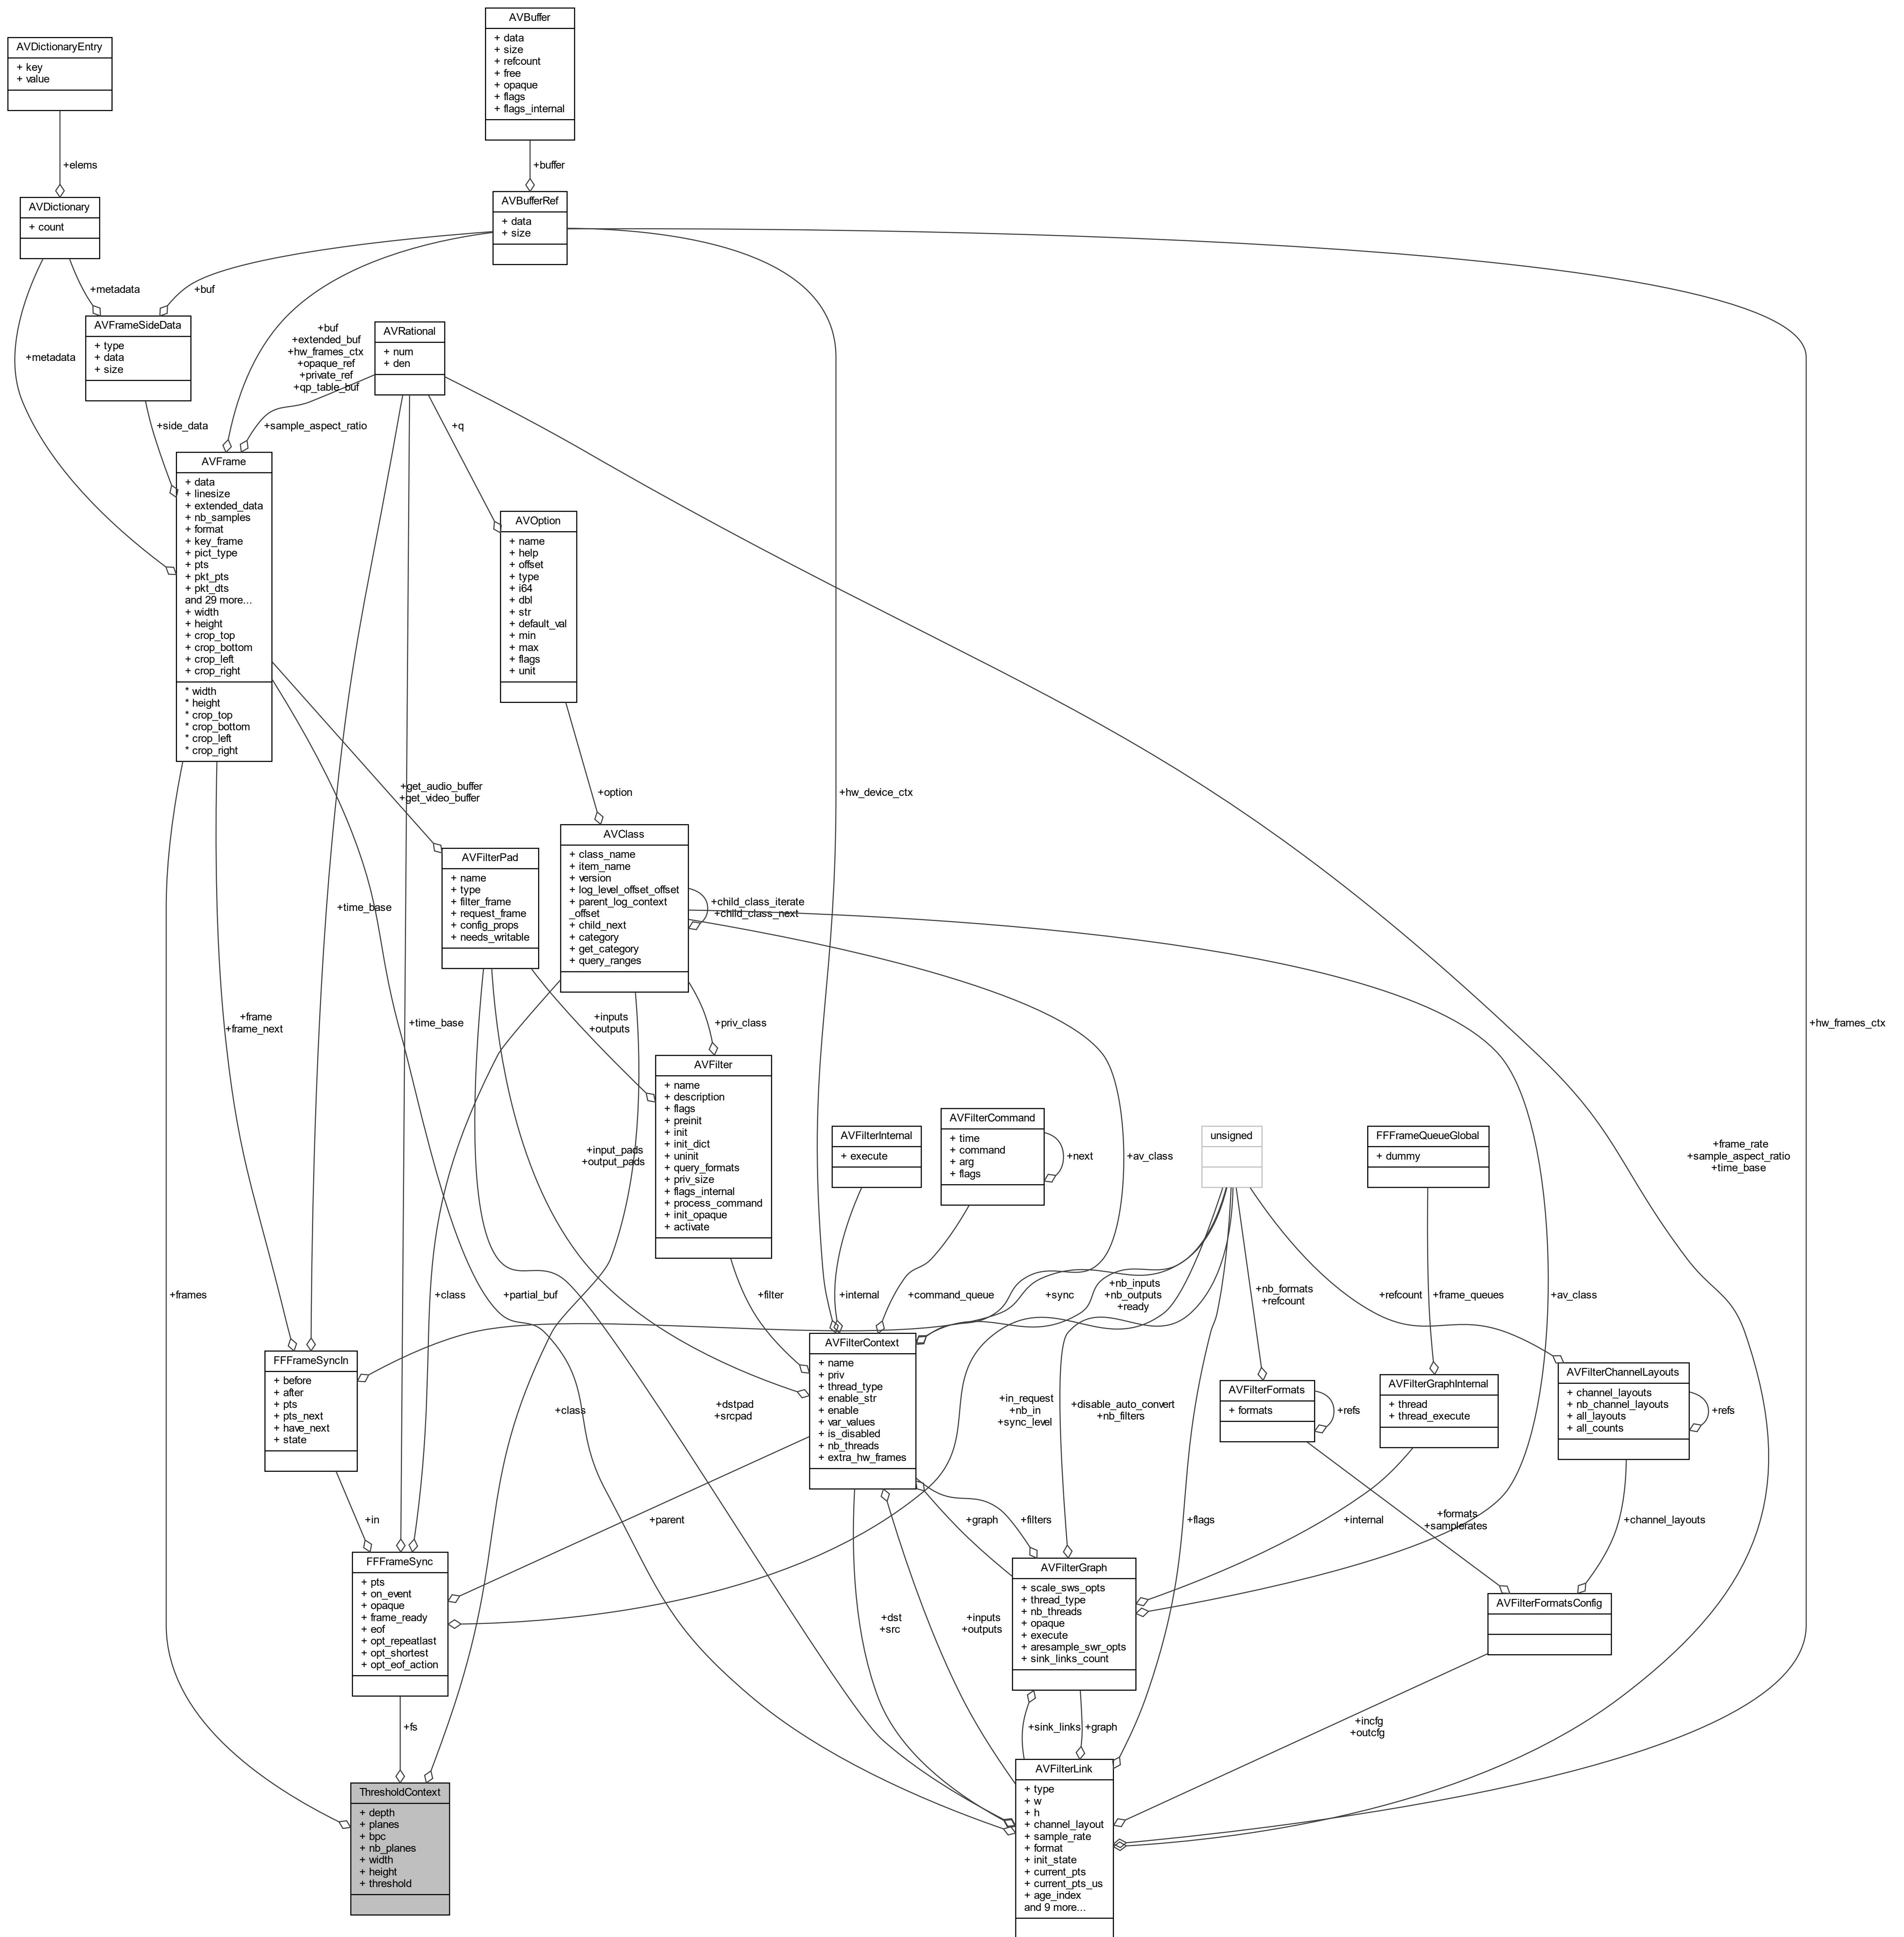 AVBuffer
+ data
+ size
+ refcount
+ free
+ opaque
+ flags
+ flags_internal
AVDictionaryEntry
+ key
+ value
+elems
+buffer
AVDictionary
+ count
AVBufferRef
+ data
+ size
+metadata
+buf
AVFrameSideData
+ type
+ data
+ size
+metadata
+buf
+extended_buf
+hw_frames_ctx
+opaque_ref
+private_ref
+qp_table_buf
AVRational
+ num
+ den
+side_data
+sample_aspect_ratio
+q
AVFrame
+ data
+ linesize
+ extended_data
+ nb_samples
+ format
+ key_frame
+ pict_type
+ pts
+ pkt_pts
+ pkt_dts
and 29 more...
+ width
+ height
+ crop_top
+ crop_bottom
+ crop_left
+ crop_right
* width
* height
* crop_top
* crop_bottom
* crop_left
* crop_right
AVOption
+ name
+ help
+ offset
+ type
+ i64
+ dbl
+ str
+ default_val
+ min
+ max
+ flags
+ unit
+get_audio_buffer
+get_video_buffer
+option
+hw_device_ctx
AVFilterPad
+ name
+ type
+ filter_frame
+ request_frame
+ config_props
+ needs_writable
AVClass
+ class_name
+ item_name
+ version
+ log_level_offset_offset
+ parent_log_context
_offset
+ child_next
+ category
+ get_category
+ query_ranges
+child_class_iterate
+child_class_next
+time_base
+frame
+frame_next
+time_base
+inputs
+outputs
+priv_class
+hw_frames_ctx
AVFilter
+ name
+ description
+ flags
+ preinit
+ init
+ init_dict
+ uninit
+ query_formats
+ priv_size
+ flags_internal
+ process_command
+ init_opaque
+ activate
+input_pads
+output_pads
AVFilterInternal
+ execute
AVFilterCommand
+ time
+ command
+ arg
+ flags
+next
+av_class
unsigned
FFFrameQueueGlobal
+ dummy
+frame_rate
+sample_aspect_ratio
+time_base
+frames
+class
+partial_buf
+filter
+internal
+command_queue
+sync
+nb_inputs
+nb_outputs
+ready
+nb_formats
+refcount
+refcount
+frame_queues
+av_class
FFFrameSyncIn
+ before
+ after
+ pts
+ pts_next
+ have_next
+ state
+class
+dstpad
+srcpad
AVFilterContext
+ name
+ priv
+ thread_type
+ enable_str
+ enable
+ var_values
+ is_disabled
+ nb_threads
+ extra_hw_frames
+in_request
+nb_in
+sync_level
+disable_auto_convert
+nb_filters
AVFilterFormats
+ formats
+refs
AVFilterGraphInternal
+ thread
+ thread_execute
AVFilterChannelLayouts
+ channel_layouts
+ nb_channel_layouts
+ all_layouts
+ all_counts
+refs
+in
+parent
+graph
+filters
+flags
+internal
+formats
+samplerates
+channel_layouts
FFFrameSync
+ pts
+ on_event
+ opaque
+ frame_ready
+ eof
+ opt_repeatlast
+ opt_shortest
+ opt_eof_action
+dst
+src
+inputs
+outputs
AVFilterGraph
+ scale_sws_opts
+ thread_type
+ nb_threads
+ opaque
+ execute
+ aresample_swr_opts
+ sink_links_count
AVFilterFormatsConfig
+fs
+sink_links
+graph
+incfg
+outcfg
ThresholdContext
+ depth
+ planes
+ bpc
+ nb_planes
+ width
+ height
+ threshold
AVFilterLink
+ type
+ w
+ h
+ channel_layout
+ sample_rate
+ format
+ init_state
+ current_pts
+ current_pts_us
+ age_index
and 9 more...